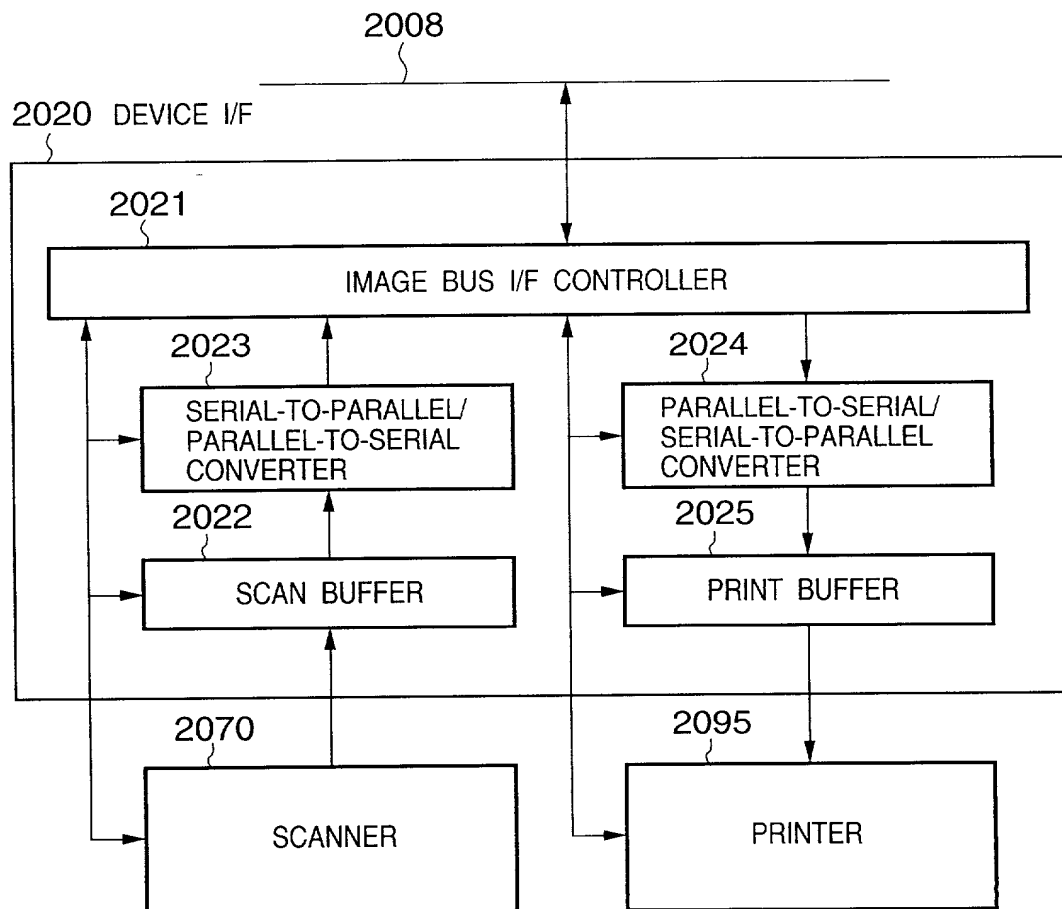 2008
2020 DEVICE I/F
2021
IMAGE BUS I/F CONTROLLER
2023
SERIAL-TO-PARALLEL/
PARALLEL-TO-SERIAL
CONVERTER
2024
PARALLEL-TO-SERIAL/
SERIAL-TO-PARALLEL
CONVERTER
2022
SCAN BUFFER
2025
PRINT BUFFER
2070
SCANNER
2095
PRINTER